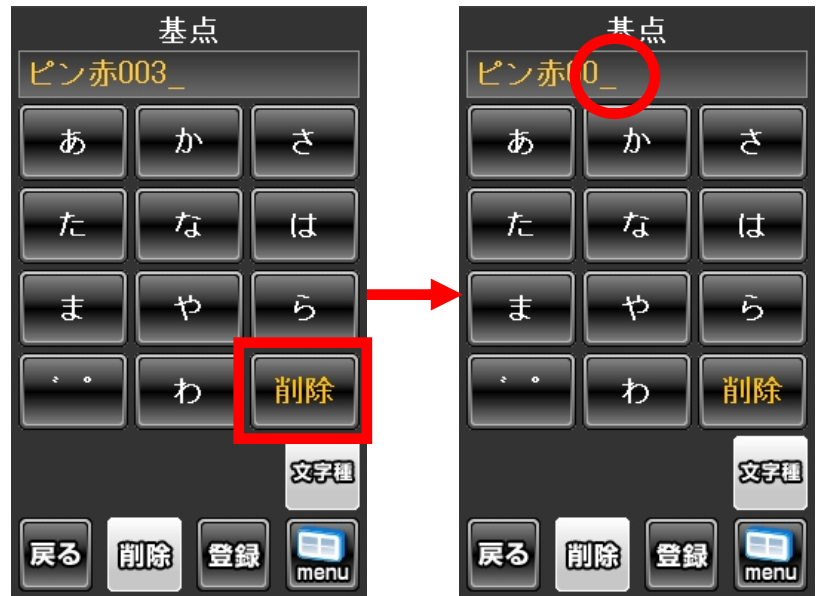 基点
ピン赤003_
あ か さ
た な は
ま や ら
゛゜ わ 削除
文字種
戻る 削除 登録 menu
基点
ピン赤00_
あ か さ
た な は
ま や ら
゛゜ わ 削除
文字種
戻る 削除 登録 menu